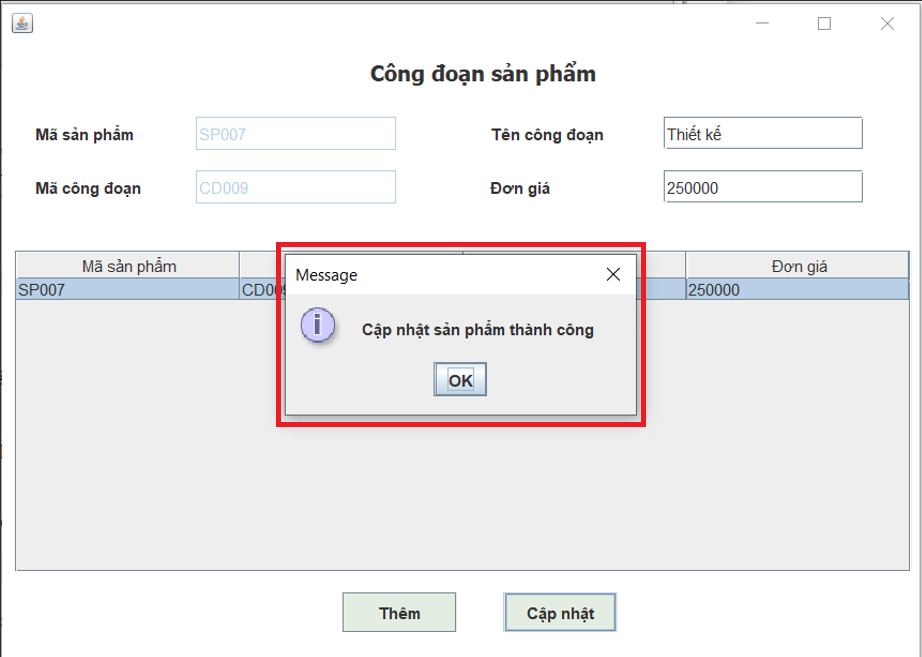 Công đoạn sản phẩm
Mã sản phẩm SP007 Tên công đoạn Thiết kế
Mã công đoạn CD009 Đơn giá 250000
Mã sản phẩm Đơn giá
SP007 250000
Message
Cập nhật sản phẩm thành công
OK
Thêm Cập nhật